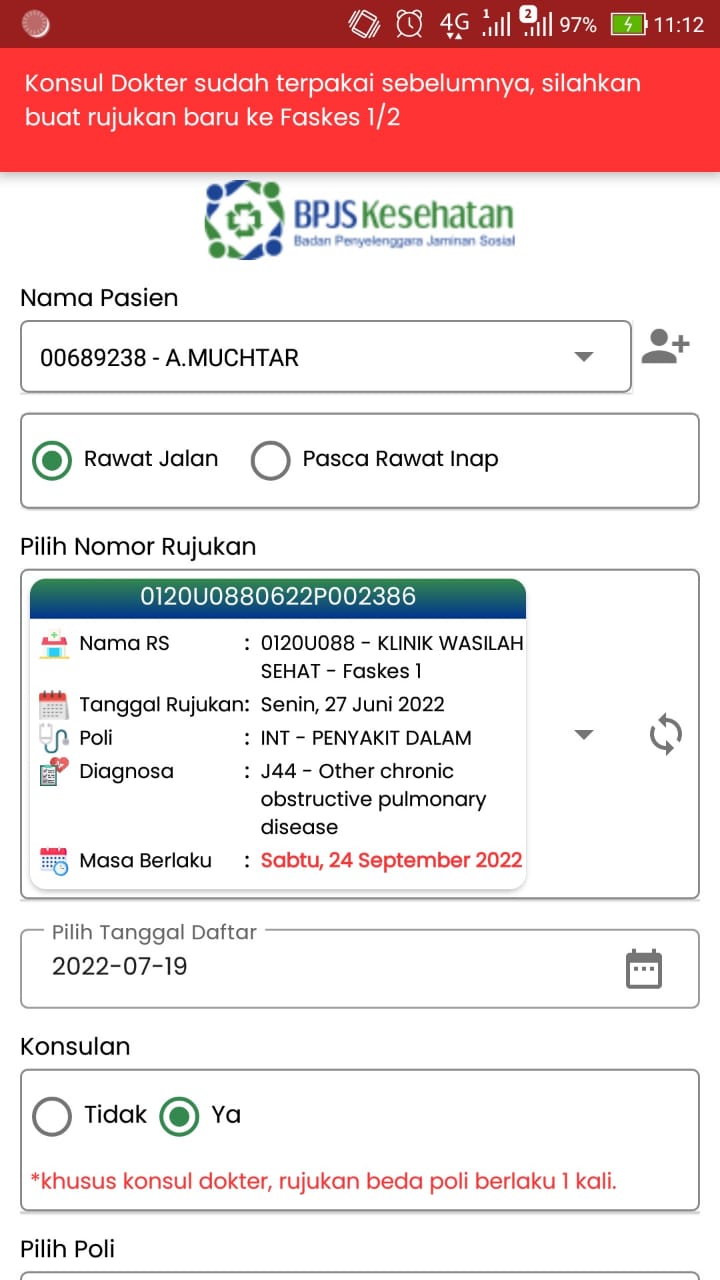 4G 1 2 97% 11:12
Konsul Dokter sudah terpakai sebelumnya, silahkan
buat rujukan baru ke Faskes 1/2
BPJS Kesehatan
Badan Penyelenggara Jaminan Sosial
Nama Pasien
00689238 - A.MUCHTAR
Rawat Jalan Pasca Rawat Inap
Pilih Nomor Rujukan
0120U0880622P002386
Nama RS : 0120U088 - KLINIK WASILAH
SEHAT - Faskes 1
Tanggal Rujukan: Senin, 27 Juni 2022
Poli : INT - PENYAKIT DALAM
Diagnosa : J44 - Other chronic
obstructive pulmonary
disease
Masa Berlaku : Sabtu, 24 September 2022
Pilih Tanggal Daftar
2022-07-19
Konsulan
Tidak Ya
*khusus konsul dokter, rujukan beda poli berlaku 1 kali.
Pilih Poli